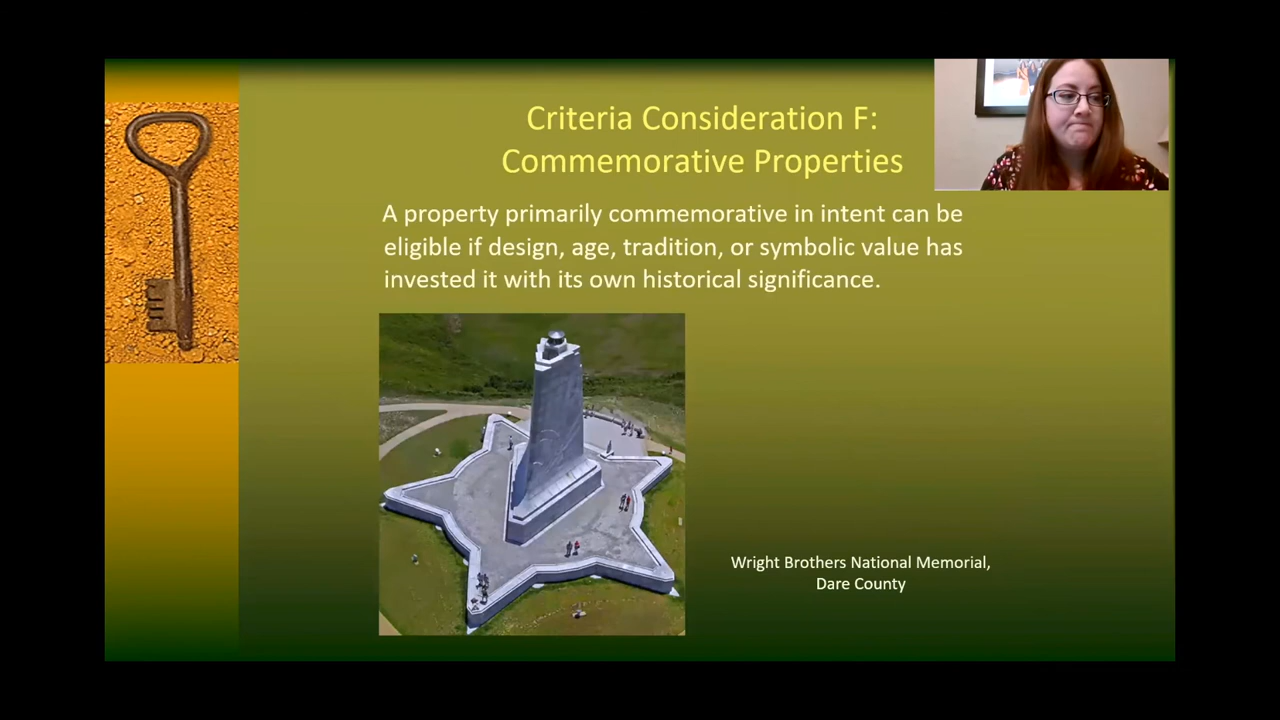 Criteria Consideration F:
Commemorative Properties
A property primarily commemorative in intent can be
eligible if design, age, tradition, or symbolic value has
invested it with its own historical significance.
Wright Brothers National Memorial,
Dare County